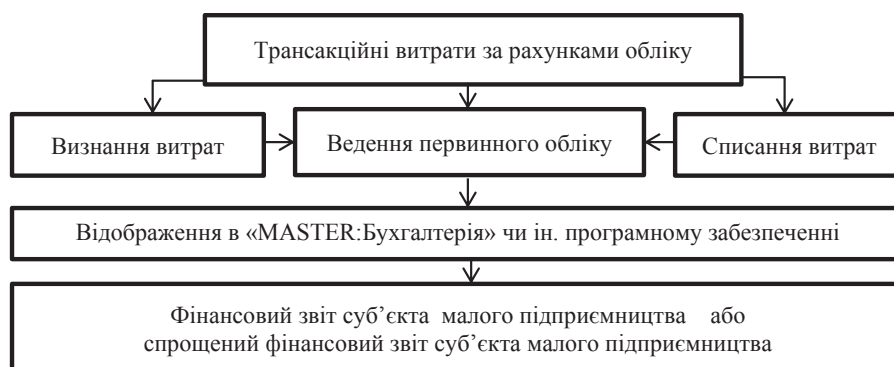 Трансакційні витрати за рахунками обліку
Визнання витрат
Ведення первинного обліку
Списання витрат
Відображення в «MASTER:Бухгалтерія» чи ін. програмному забезпеченні
Фінансовий звіт суб’єкта малого підприємництва або
спрощений фінансовий звіт суб’єкта малого підприємництва